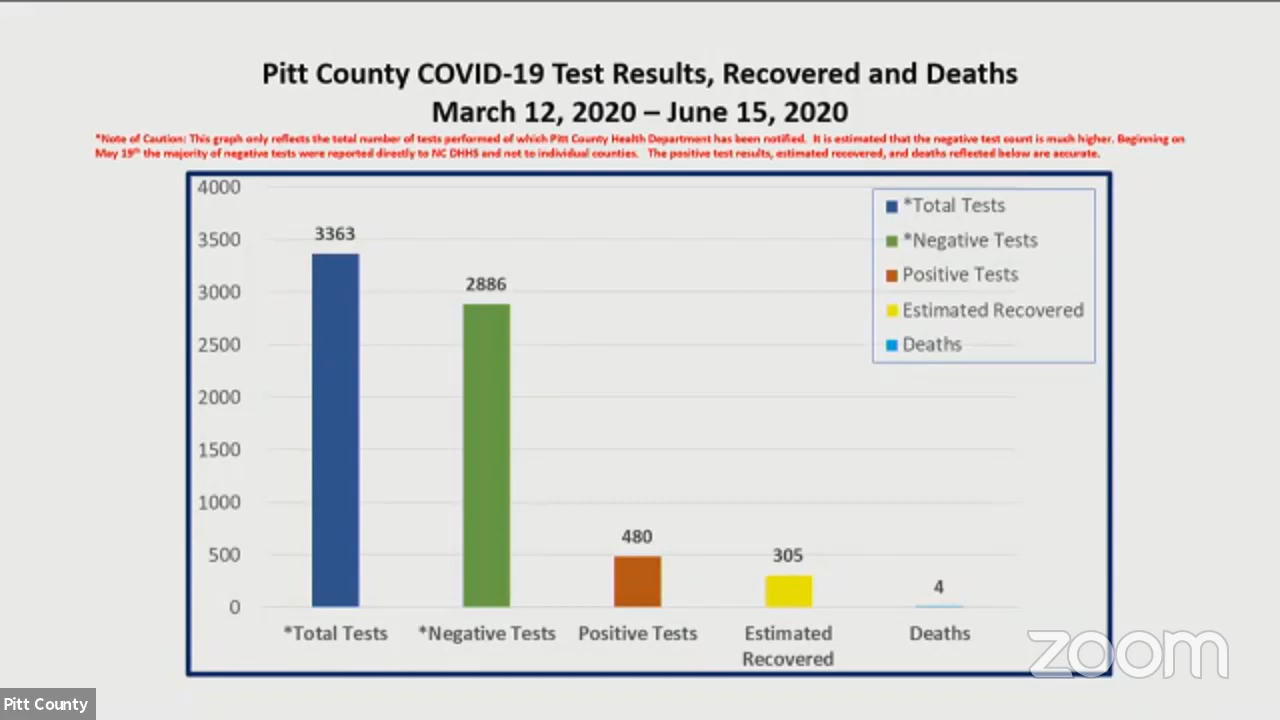 Pitt County COVID-19 Test Results, Recovered and Deaths
March 12, 2020 – June 15, 2020
*Note of Caution: This graph only reflects the total number of tests performed of which Pitt County Health Department has been notified. It is estimated that the negative test count is much higher. Beginning on
May 19th the majority of negative tests were reported directly to NC DHHS and not to individual counties. The positive test results, estimated recovered, and deaths reflected below are accurate.
4000
3500
3000
2500
2000
1500
1000
500
0
3363
2886
480
305
4
*Total Tests
*Negative Tests
Positive Tests
Estimated Recovered
Deaths
*Total Tests
*Negative Tests
Positive Tests
Estimated
Recovered
Deaths
zoom
Pitt County